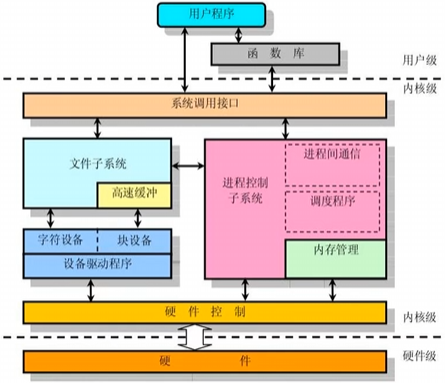 用户程序
函 数 库
用户级
内核级
系统调用接口
文件子系统
高速缓冲
进程控制
子系统
进程间通信
调度程序
内存管理
字符设备
块设备
设备驱动程序
硬 件 控 制
内核级
硬件级
硬 件